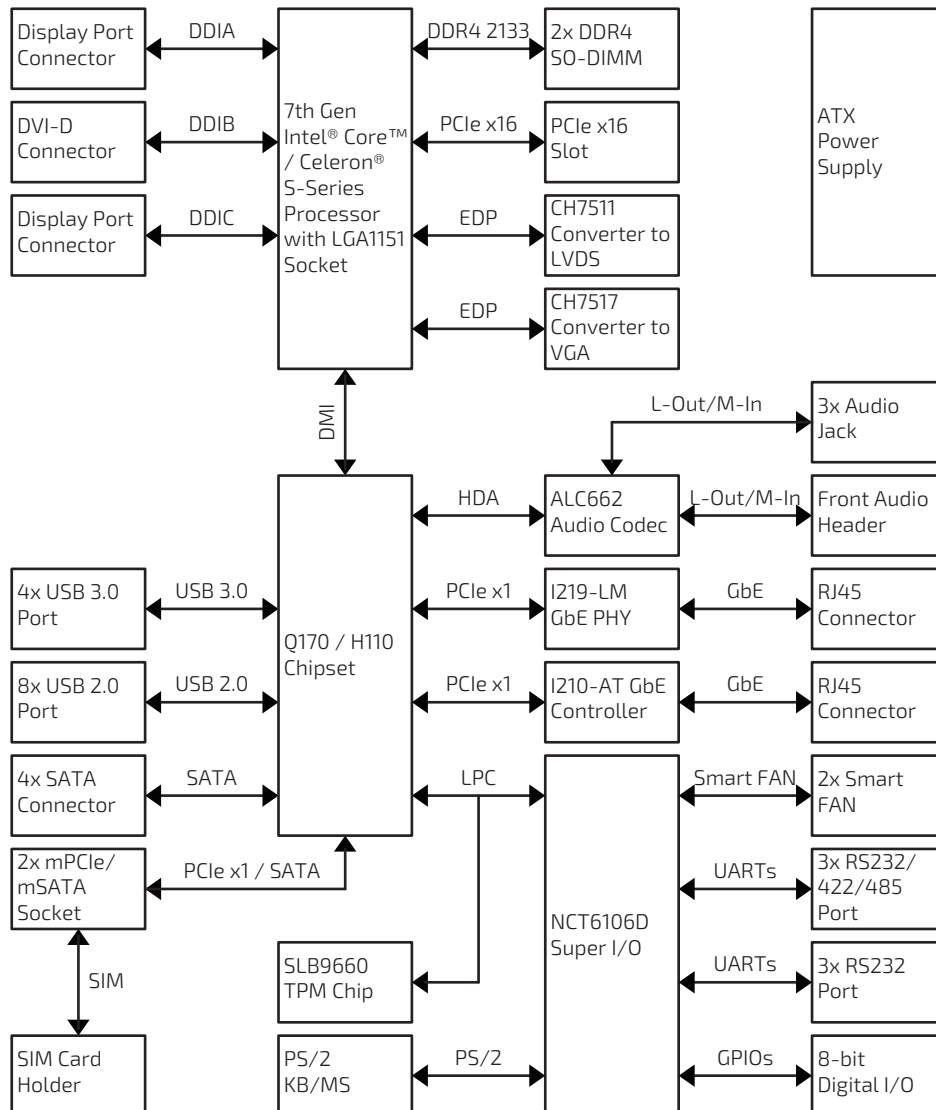 Display Port
Connector
DDIA
DVI-D
Connector
DDIB
Display Port
Connector
DDIC
7th Gen
Intel® Core™
/ Celeron®
S-Series
Processor
with LGA1151
Socket
DDR4 2133
2x DDR4
SO-DIMM
PCIe x16
PCIe x16
Slot
EDP
CH7511
Converter to
LVDS
EDP
CH7517
Converter to
VGA
ATX
Power
Supply
DMI
L-Out/M-In
3x Audio
Jack
HDA
ALC662
Audio Codec
L-Out/M-In
Front Audio
Header
4x USB 3.0
Port
USB 3.0
Q170 / H110
Chipset
PCIe x1
I219-LM
GbE PHY
GbE
RJ45
Connector
8x USB 2.0
Port
USB 2.0
PCIe x1
I210-AT GbE
Controller
GbE
RJ45
Connector
4x SATA
Connector
SATA
LPC
Smart FAN
2x Smart
FAN
2x mPCIe/
mSATA
Socket
PCIe x1 / SATA
NCT6106D
Super I/O
UARTs
3x RS232/
422/485
Port
SIM
SLB9660
TPM Chip
UARTs
3x RS232
Port
SIM Card
Holder
PS/2
KB/MS
PS/2
GPIOs
8-bit
Digital I/O